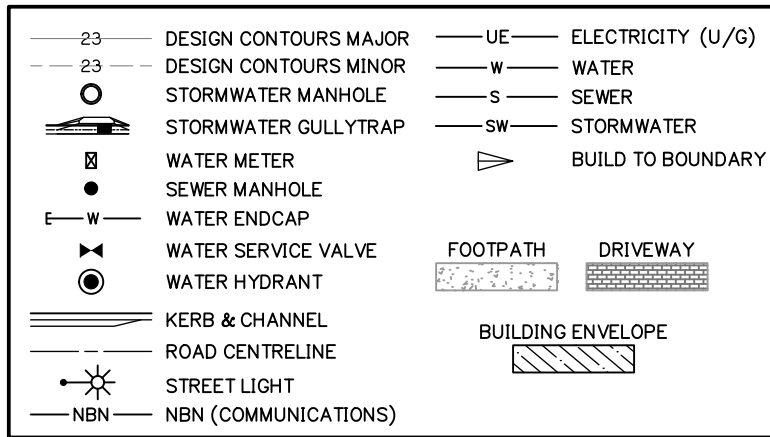 23 DESIGN CONTOURS MAJOR
23 DESIGN CONTOURS MINOR
STORMWATER MANHOLE
STORMWATER GULLYTRAP
WATER METER
SEWER MANHOLE
E W WATER ENDCAP
WATER SERVICE VALVE
WATER HYDRANT
KERB & CHANNEL
ROAD CENTRELINE
STREET LIGHT
NBN NBN (COMMUNICATIONS)
UE ELECTRICITY (U/G)
W WATER
S SEWER
SW STORMWATER
BUILD TO BOUNDARY
FOOTPATH DRIVEWAY
BUILDING ENVELOPE